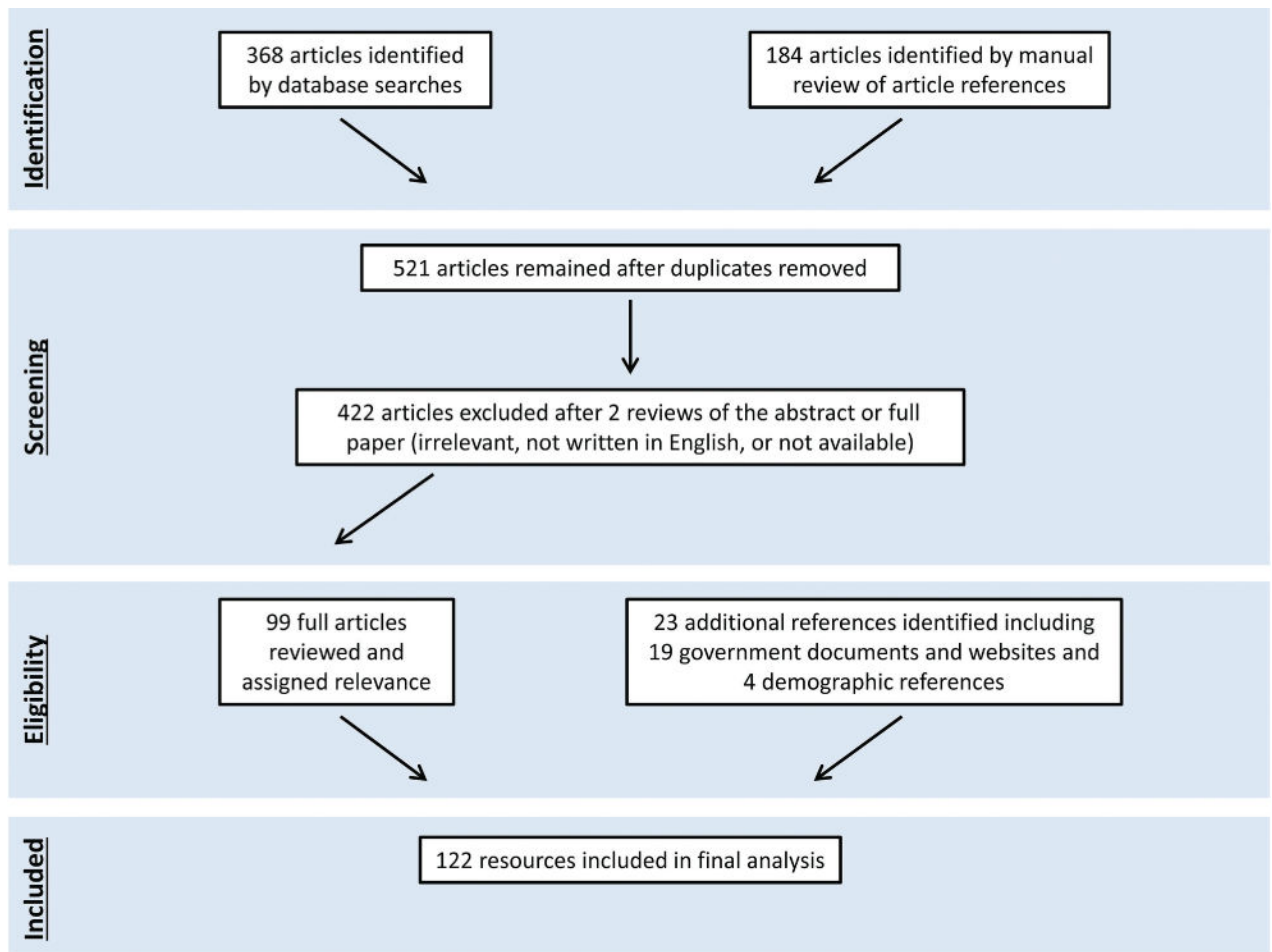 Identification
368 articles identified
by database searches
184 articles identified by manual
review of article references
Screening
521 articles remained after duplicates removed
422 articles excluded after 2 reviews of the abstract or full
paper (irrelevant, not written in English, or not available)
Eligibility
99 full articles
reviewed and
assigned relevance
23 additional references identified including
19 government documents and websites and
4 demographic references
Included
122 resources included in final analysis